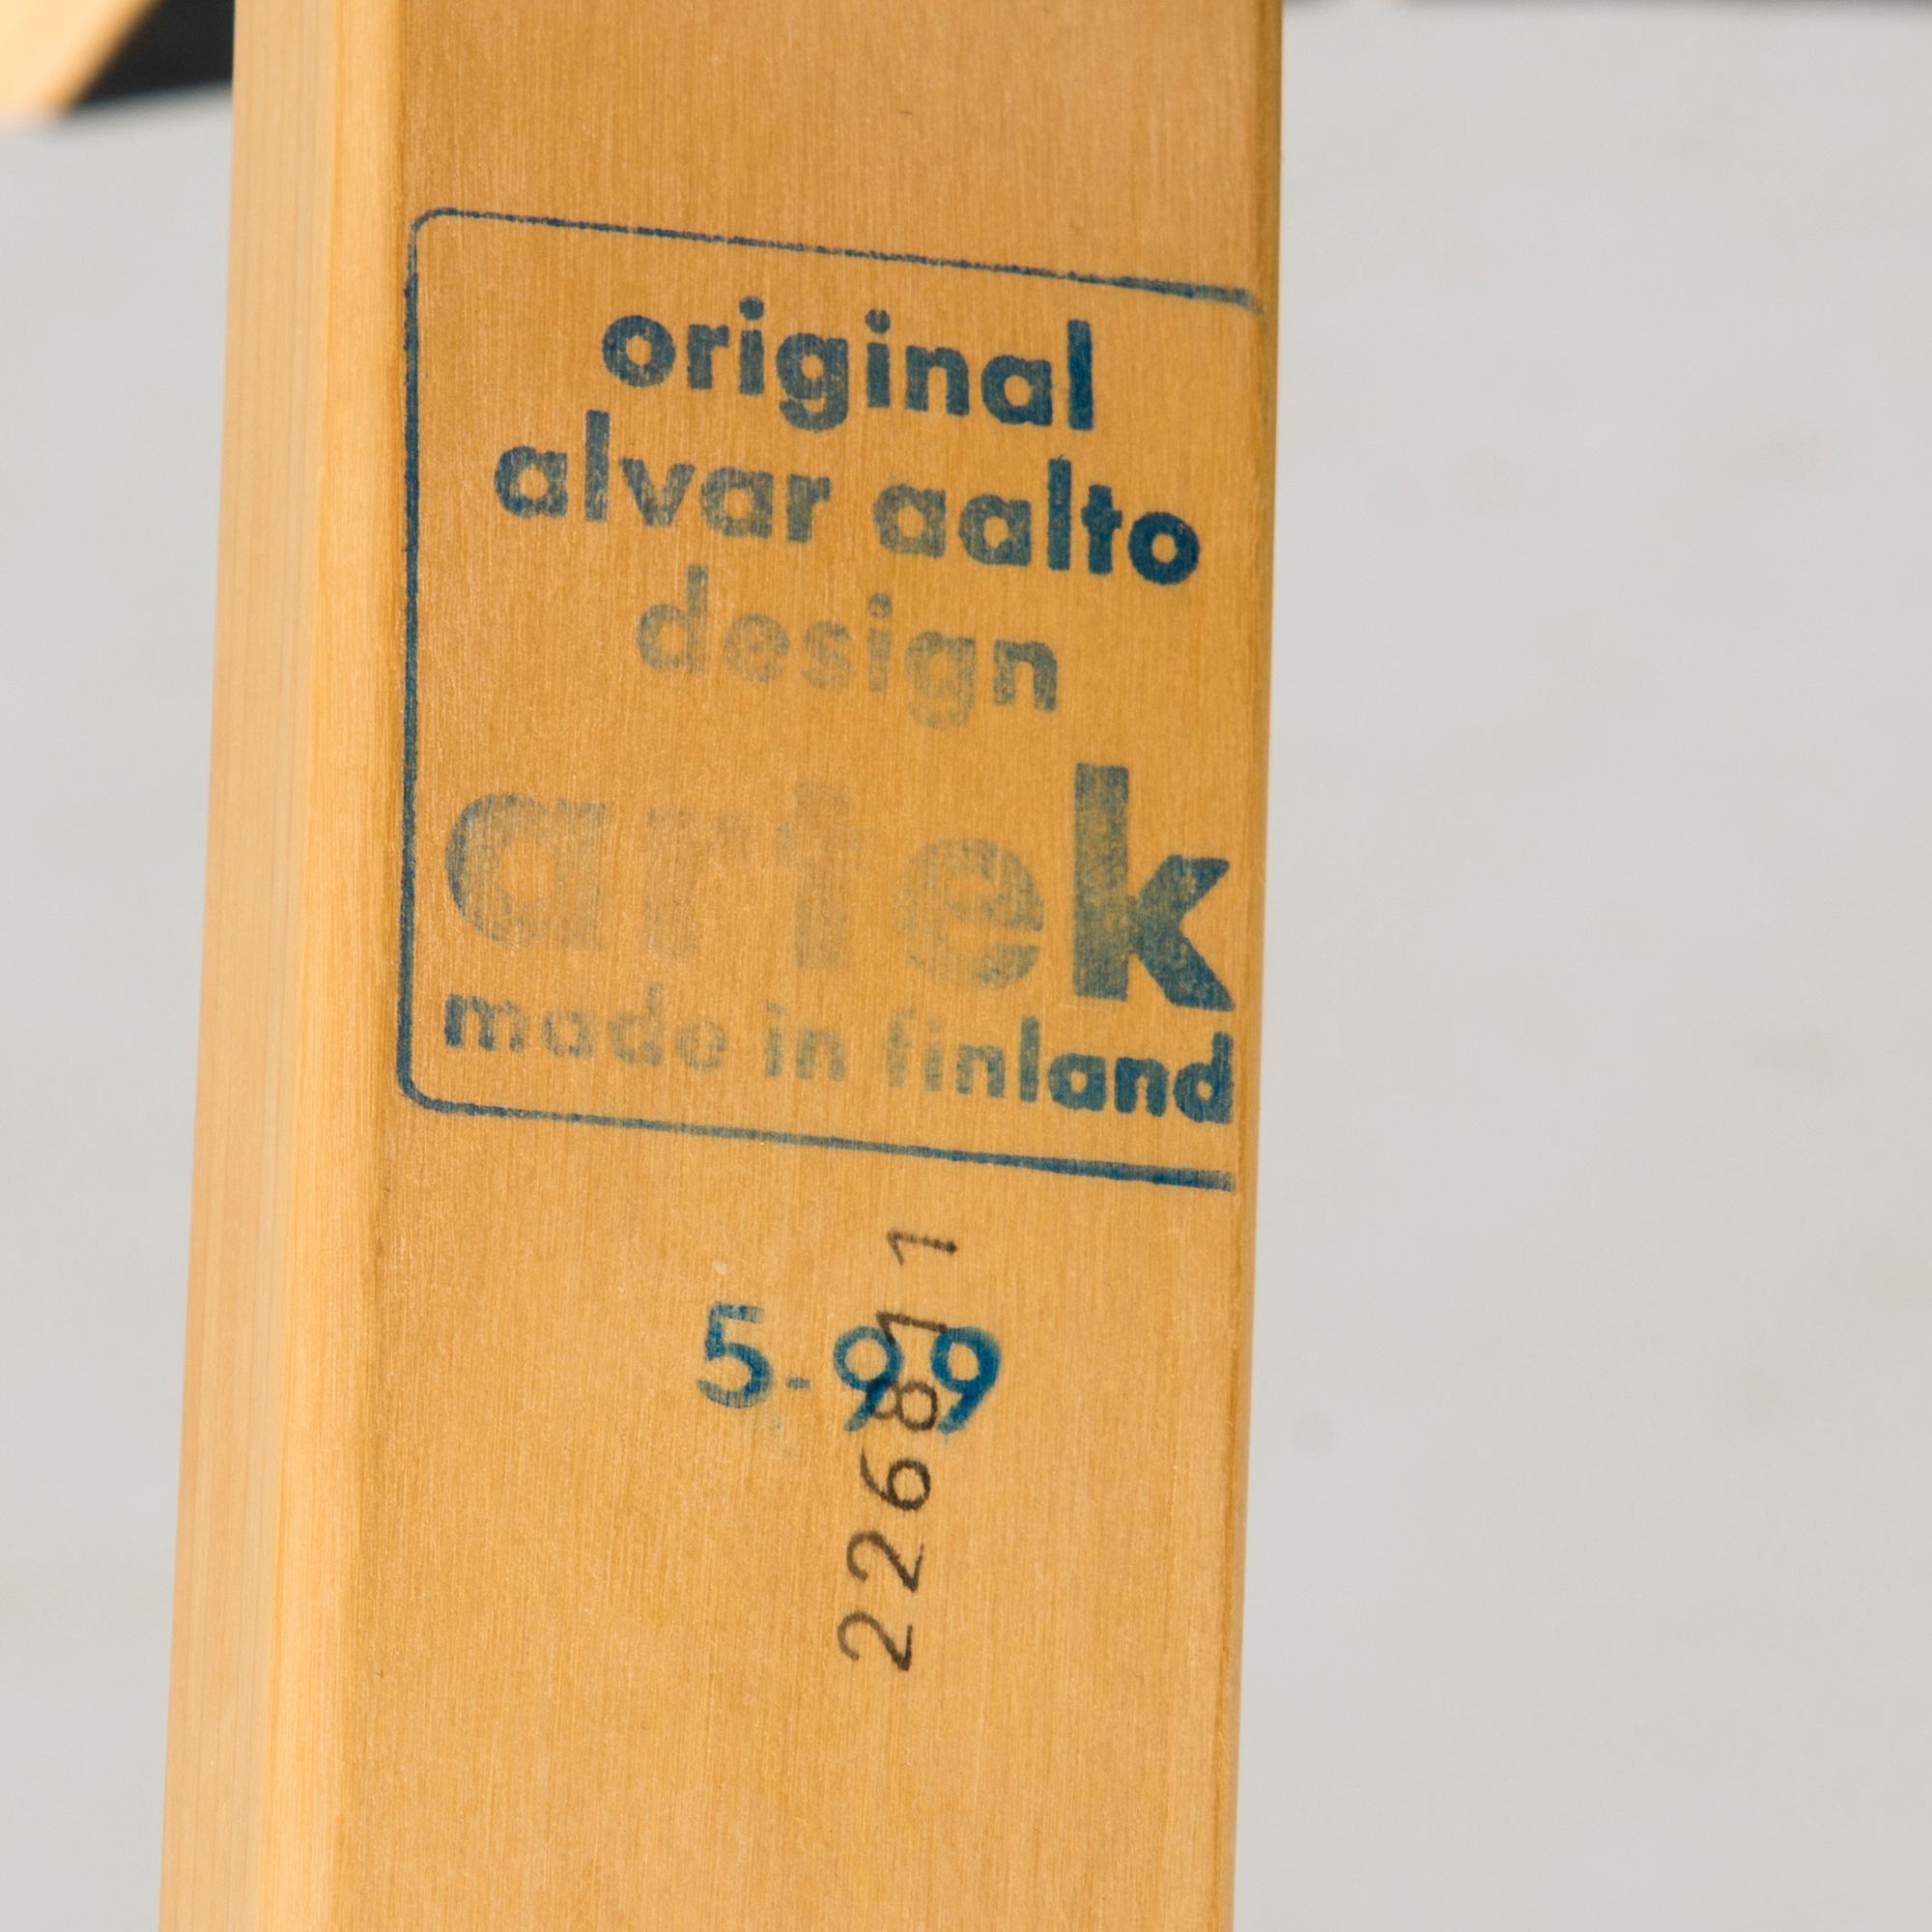 original
alvar aalto
design
artek
made in finland
5-99
226811